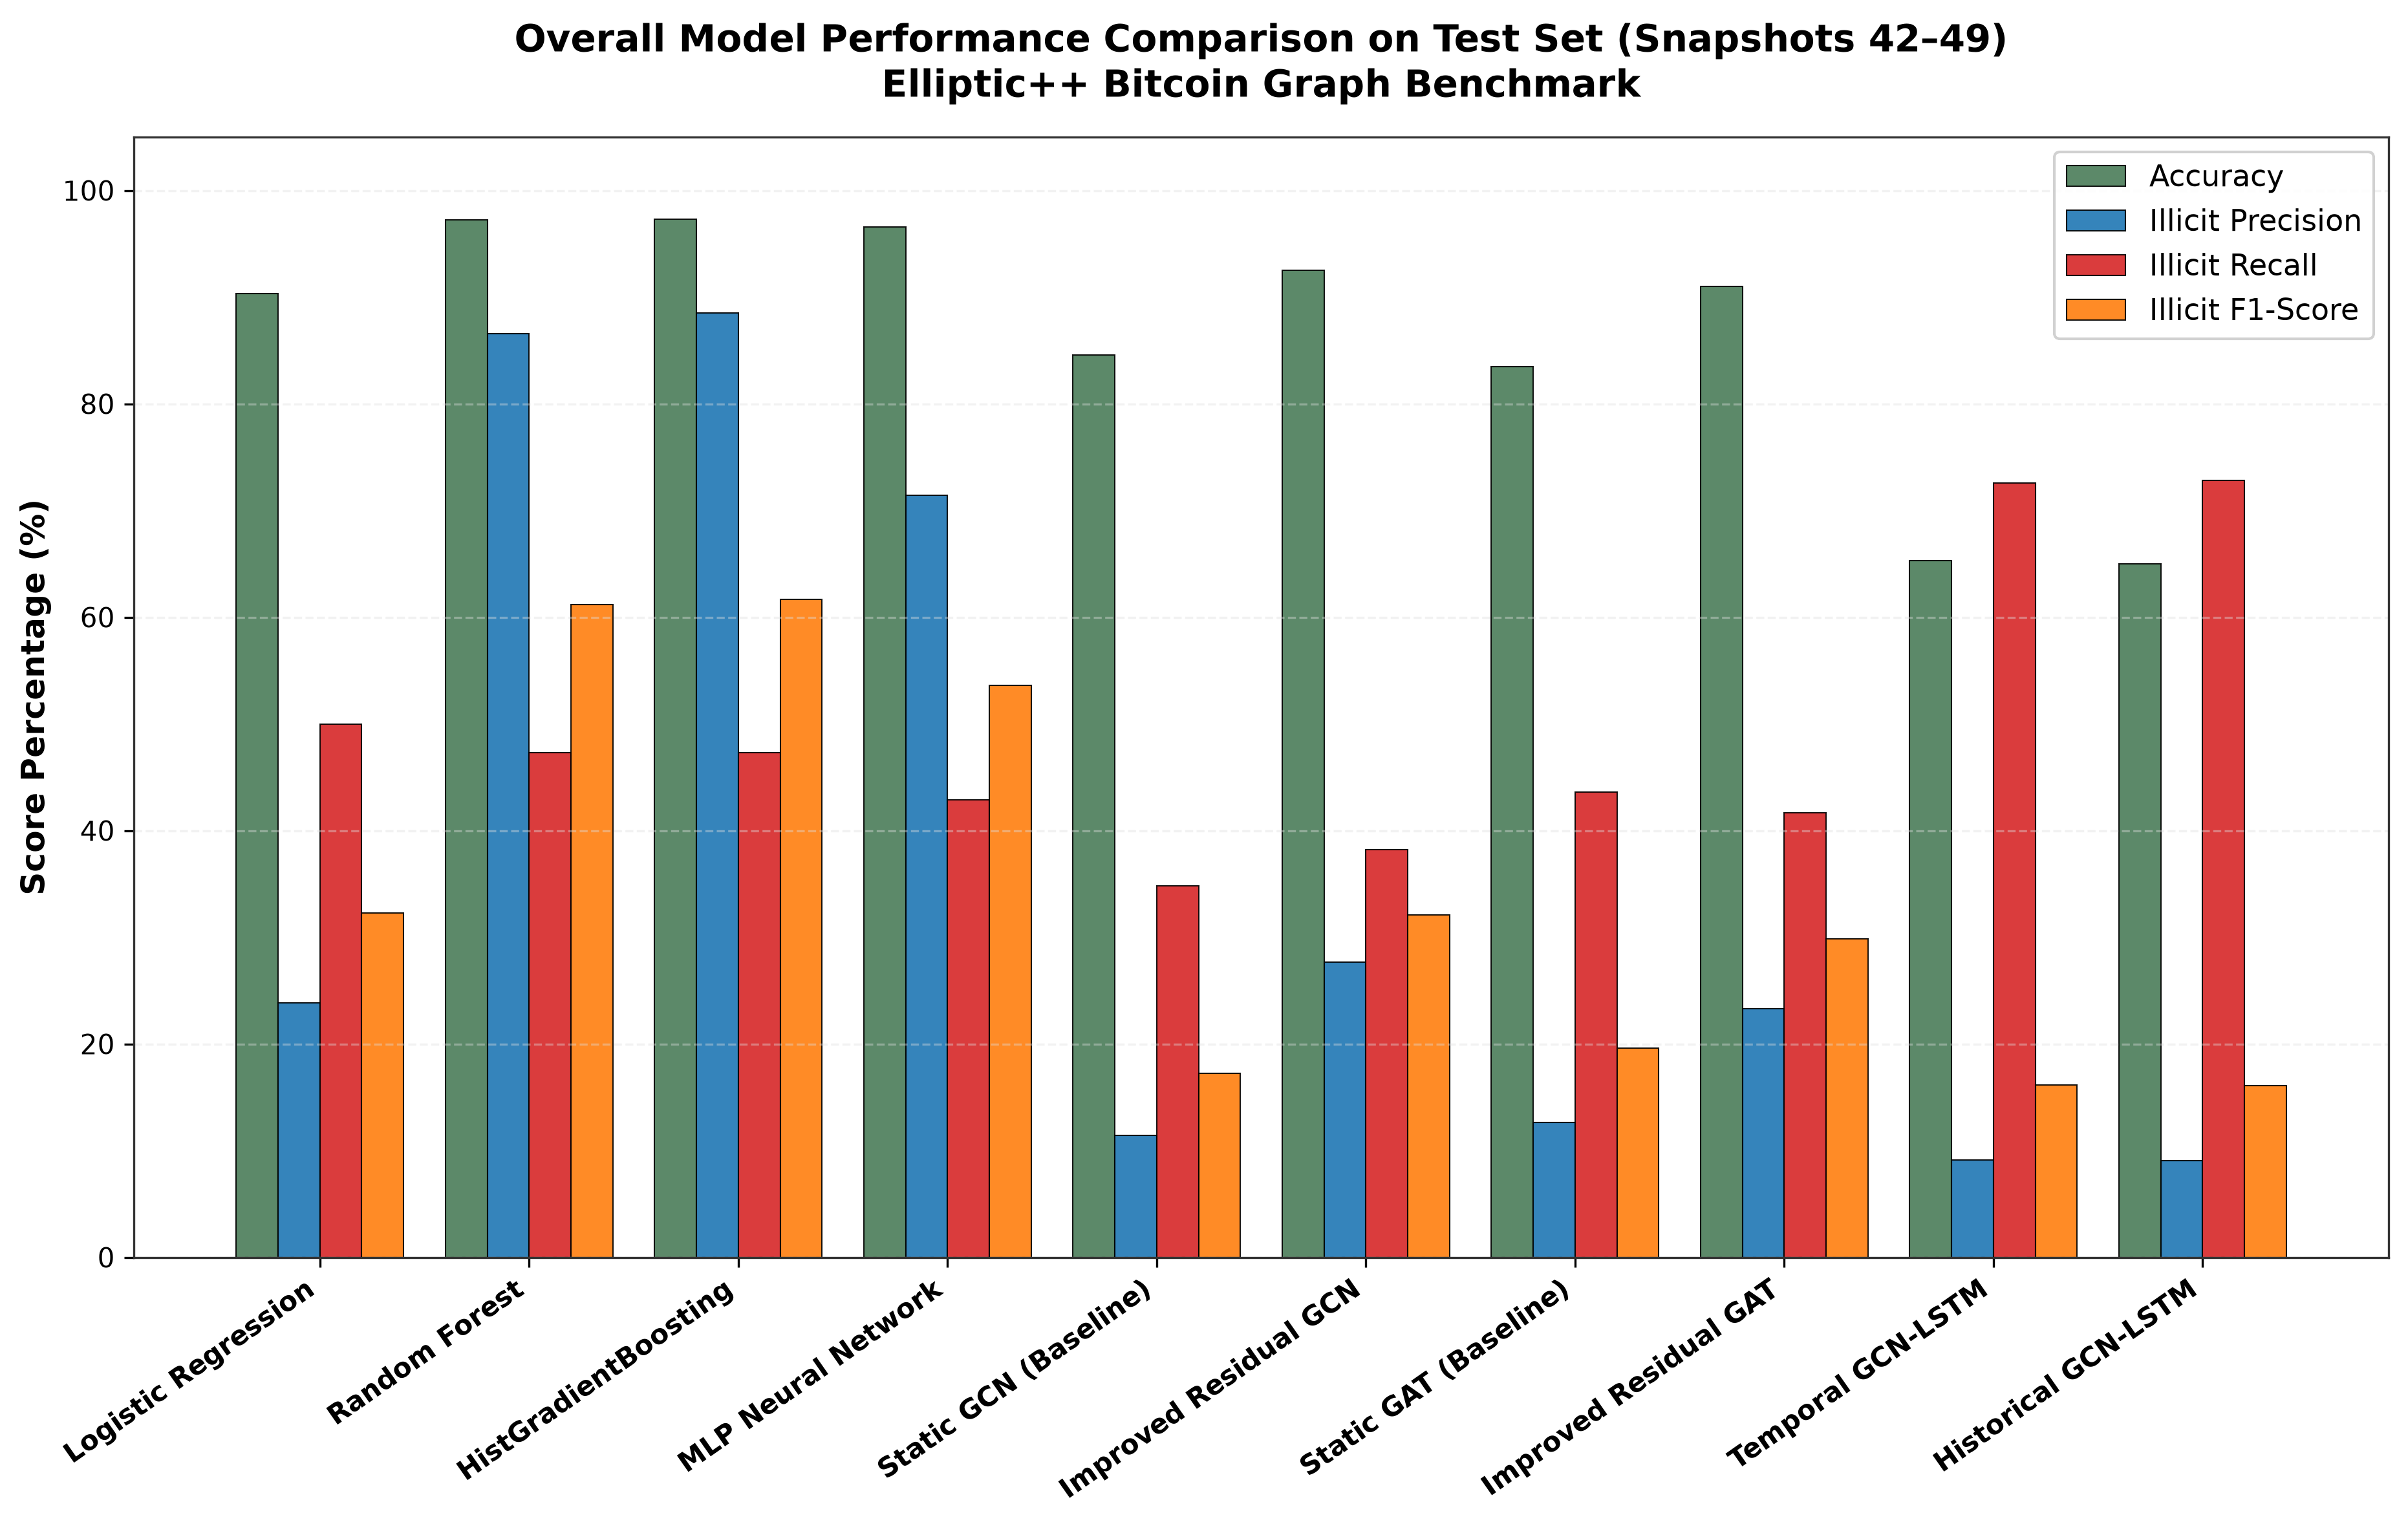 Overall Model Performance Comparison on Test Set (Snapshots 42–49)
Elliptic++ Bitcoin Graph Benchmark
Score Percentage (%)
100
80
60
40
20
0
Accuracy
Illicit Precision
Illicit Recall
Illicit F1-Score
Logistic Regression
Random Forest
HistGradientBoosting
MLP Neural Network
Static GCN (Baseline)
Improved Residual GCN
Static GAT (Baseline)
Improved Residual GAT
Temporal GCN-LSTM
Historical GCN-LSTM